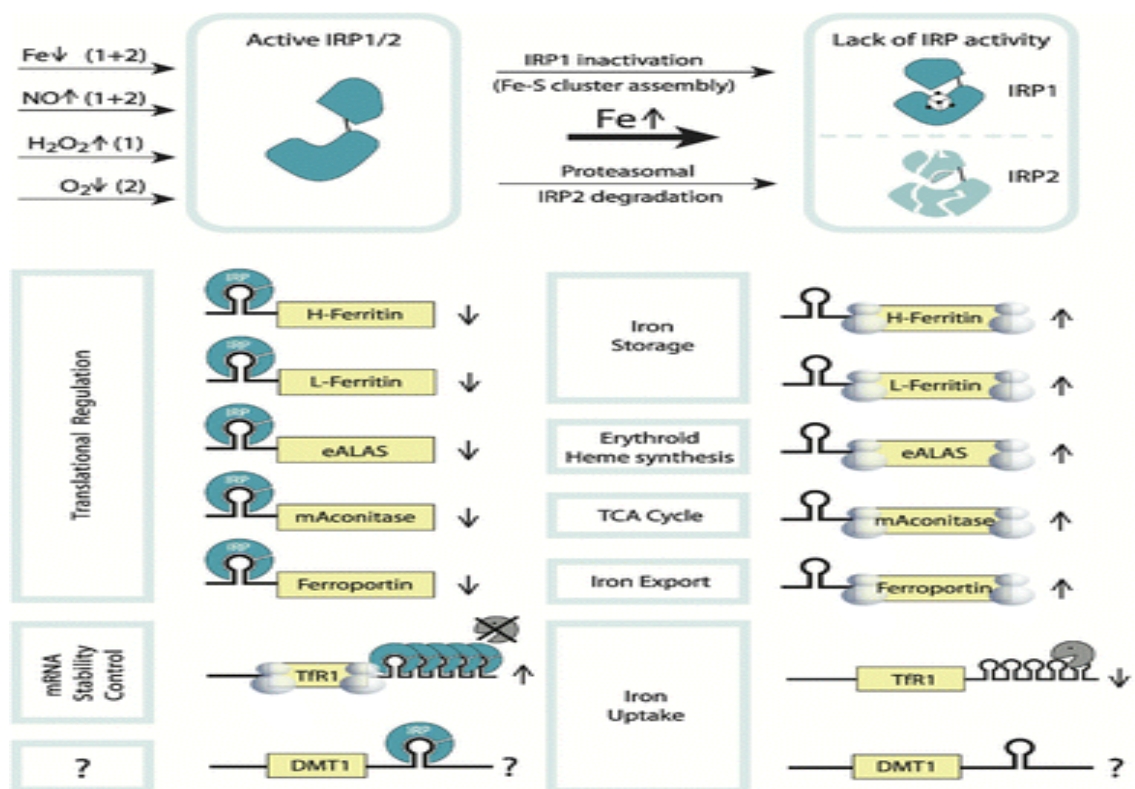 Active IRP1/2
Lack of IRP activity
Fe↓ (1+2)
NO↑ (1+2)
H₂O₂↑ (1)
O₂↓ (2)
IRP1 inactivation
(Fe-S cluster assembly)
Fe↑
Proteasomal
IRP2 degradation
IRP1
IRP2
Translational Regulation
IRP
H-Ferritin ↓
Iron
Storage
H-Ferritin ↑
IRP
L-Ferritin ↓
L-Ferritin ↑
IRP
eALAS ↓
Erythroid
Heme synthesis
eALAS ↑
IRP
mAconitase ↓
TCA Cycle
mAconitase ↑
IRP
Ferroportin ↓
Iron Export
Ferroportin ↑
mRNA
Stability
Control
TfR1 ↑
Iron
Uptake
TfR1 ↓
?
IRP
DMT1 ?
DMT1 ?